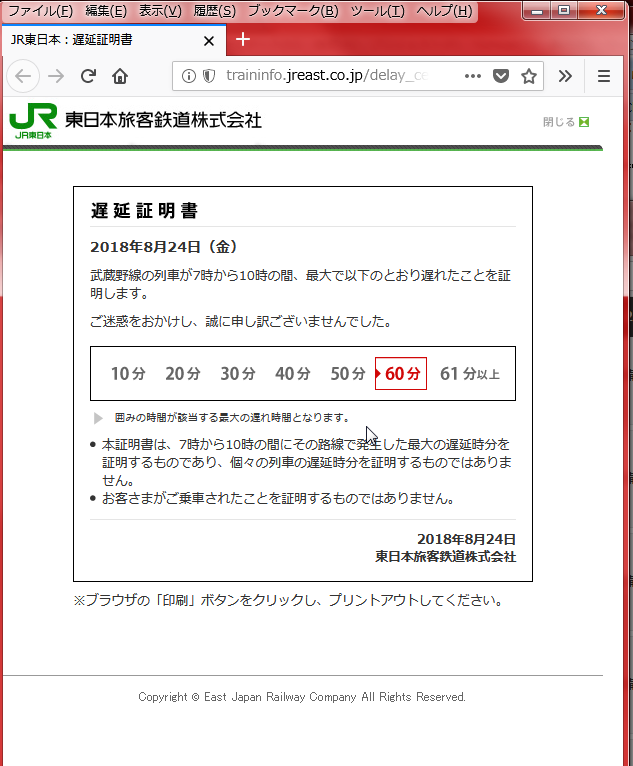 ファイル(F) 編集(E) 表示(V) 履歴(S) ブックマーク(B) ツール(T) ヘルプ(H)
JR東日本：遅延証明書
traininfo.jreast.co.jp/delay_ce
JR 東日本旅客鉄道株式会社
JR東日本
閉じる
遅延証明書
2018年8月24日（金）
武蔵野線の列車が7時から10時の間、最大で以下のとおり遅れたことを証
明します。
ご迷惑をおかけし、誠に申し訳ございませんでした。
10分 20分 30分 40分 50分 60分 61分以上
囲みの時間が該当する最大の遅れ時間となります。
● 本証明書は、7時から10時の間にその路線で発生した最大の遅延時分を
証明するものであり、個々の列車の遅延時分を証明するものではありま
せん。
● お客さまがご乗車されたことを証明するものではありません。
2018年8月24日
東日本旅客鉄道株式会社
※ブラウザの「印刷」ボタンをクリックし、プリントアウトしてください。
Copyright © East Japan Railway Company All Rights Reserved.